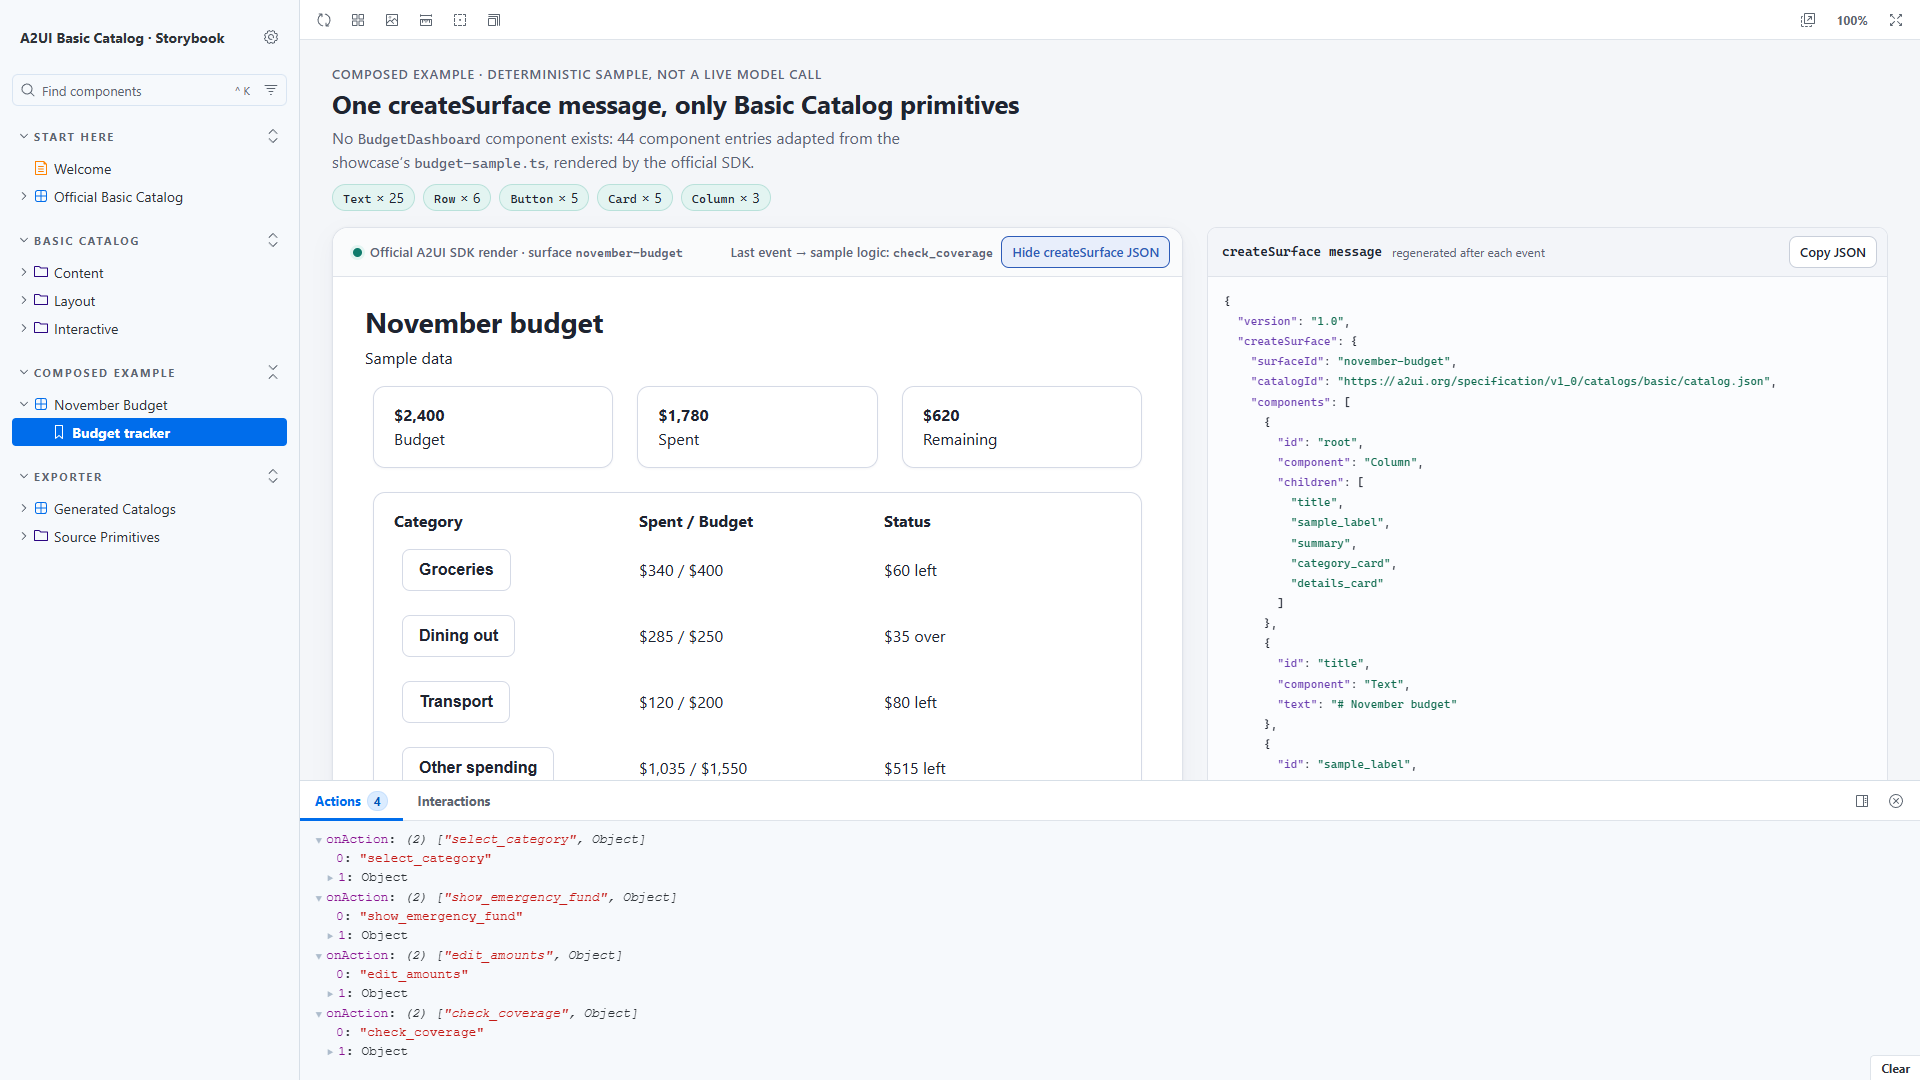 A2UI Basic Catalog · Storybook
Find components
^ K
START HERE
Welcome
Official Basic Catalog
BASIC CATALOG
Content
Layout
Interactive
COMPOSED EXAMPLE
November Budget
Budget tracker
EXPORTER
Generated Catalogs
Source Primitives
100%
COMPOSED EXAMPLE · DETERMINISTIC SAMPLE, NOT A LIVE MODEL CALL
One createSurface message, only Basic Catalog primitives
No BudgetDashboard component exists: 44 component entries adapted from the
showcase's budget-sample.ts, rendered by the official SDK.
Text × 25
Row × 6
Button × 5
Card × 5
Column × 3
Official A2UI SDK render · surface november-budget
Last event → sample logic: check_coverage
Hide createSurface JSON
November budget
Sample data
$2,400
Budget
$1,780
Spent
$620
Remaining
Category Spent / Budget Status
Groceries $340 / $400 $60 left
Dining out $285 / $250 $35 over
Transport $120 / $200 $80 left
Other spending $1,035 / $1,550 $515 left
createSurface message regenerated after each event
Copy JSON
{
"version": "1.0",
"createSurface": {
"surfaceId": "november-budget",
"catalogId": "https://a2ui.org/specification/v1_0/catalogs/basic/catalog.json",
"components": [
{
"id": "root",
"component": "Column",
"children": [
"title",
"sample_label",
"summary",
"category_card",
"details_card"
]
},
{
"id": "title",
"component": "Text",
"text": "# November budget"
},
{
"id": "sample_label",
Actions 4
Interactions
onAction: (2) ["select_category", Object]
0: "select_category"
1: Object
onAction: (2) ["show_emergency_fund", Object]
0: "show_emergency_fund"
1: Object
onAction: (2) ["edit_amounts", Object]
0: "edit_amounts"
1: Object
onAction: (2) ["check_coverage", Object]
0: "check_coverage"
1: Object
Clear